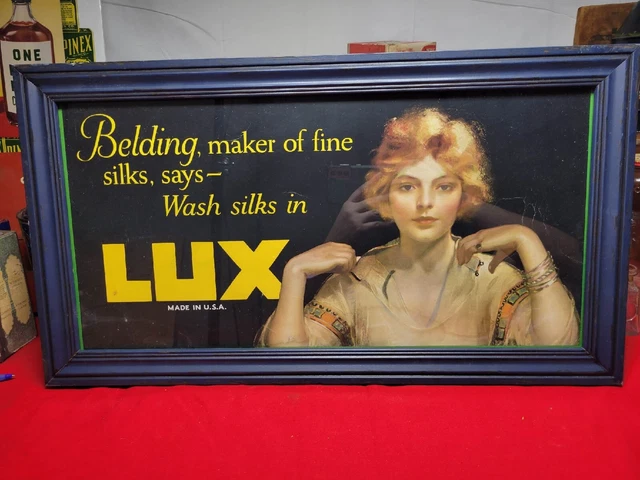 Belding, maker of fine
silks, says—
Wash silks in
LUX
MADE IN U.S.A.
ONE
PINEX